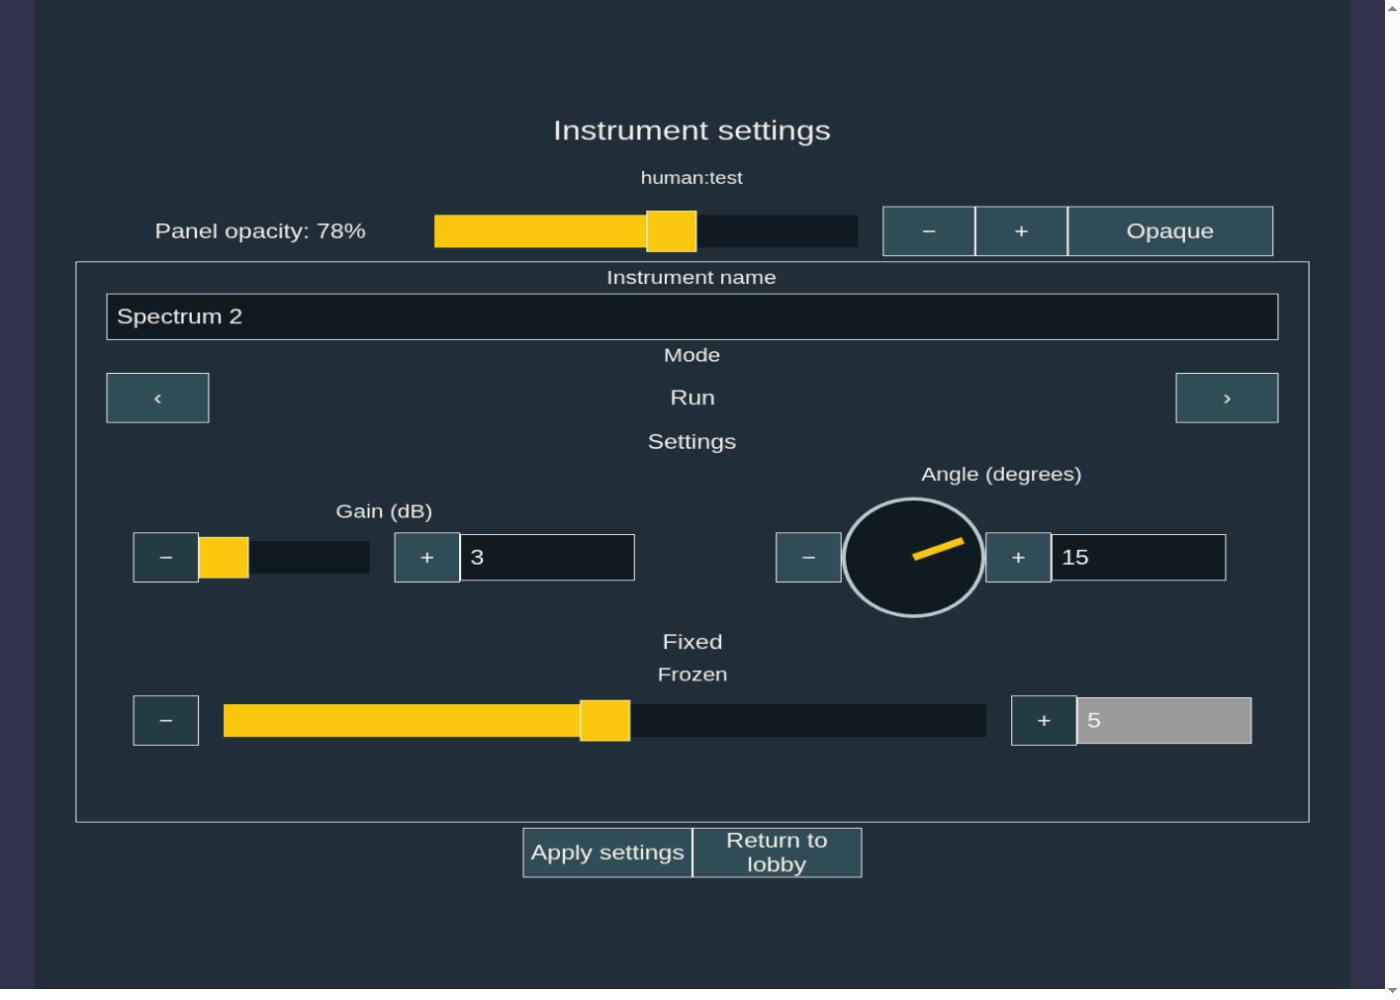 Instrument settings
human:test
Panel opacity: 78%
−
+
Opaque
Instrument name
Spectrum 2
Mode
‹
Run
›
Settings
Gain (dB)
Angle (degrees)
−
+
3
−
+
15
Fixed
Frozen
−
+
5
Apply settings
Return to
lobby